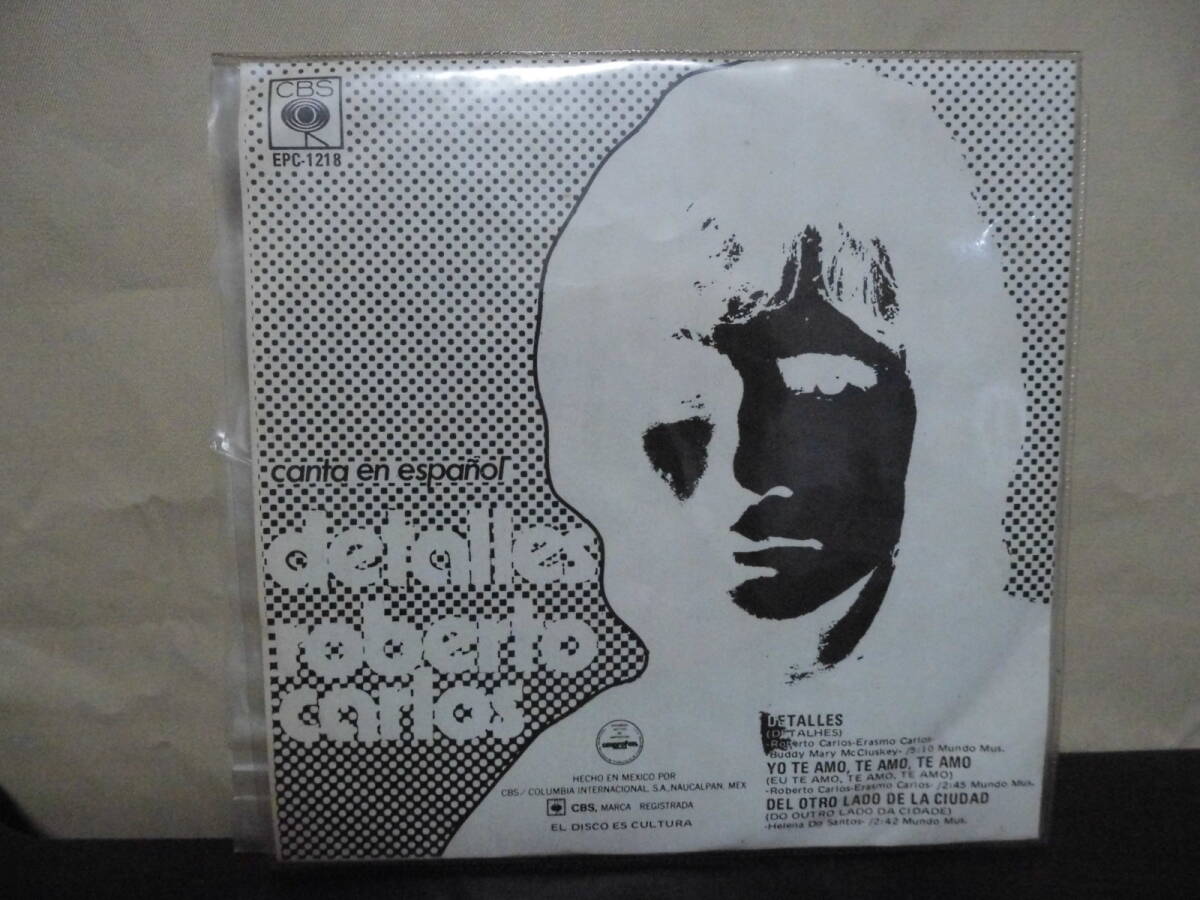 CBS
EPC-1218
canta en español
detalles
roberto
carlos
DETALLES
(DETALHES)
-Roberto Carlos-Erasmo Carlos
-Buddy Mary McCluskey- /5:10 Mundo Mus.
YO TE AMO, TE AMO, TE AMO
(EU TE AMO, TE AMO, TE AMO)
-Roberto Carlos-Erasmo Carlos- /2:45 Mundo Mus.
DEL OTRO LADO DE LA CIUDAD
(DO OUTRO LADO DA CIDADE)
-Helena Do Santos- /2:42 Mundo Mus.
HECHO EN MEXICO POR
CBS/ COLUMBIA INTERNACIONAL, S.A. NAUCALPAN, MEX
CBS, MARCA REGISTRADA
EL DISCO ES CULTURA